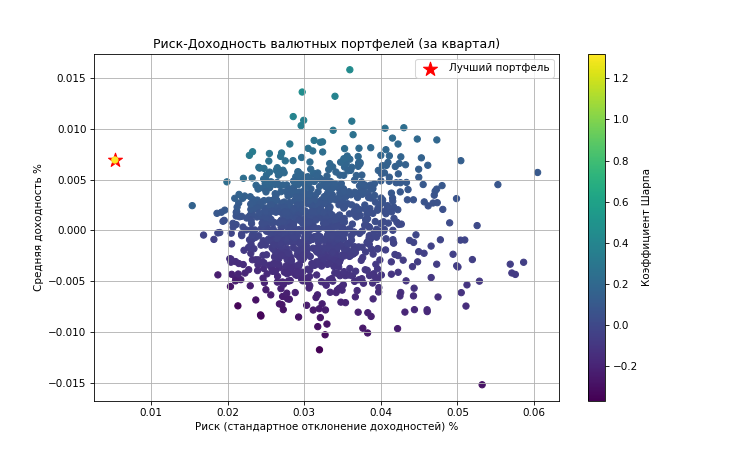 Риск-Доходность валютных портфелей (за квартал)
Лучший портфель
Средняя доходность %
0.015
0.010
0.005
0.000
−0.005
−0.010
−0.015
0.01 0.02 0.03 0.04 0.05 0.06
Риск (стандартное отклонение доходностей) %
1.2
1.0
0.8
0.6
0.4
0.2
0.0
−0.2
Коэффициент Шарпа